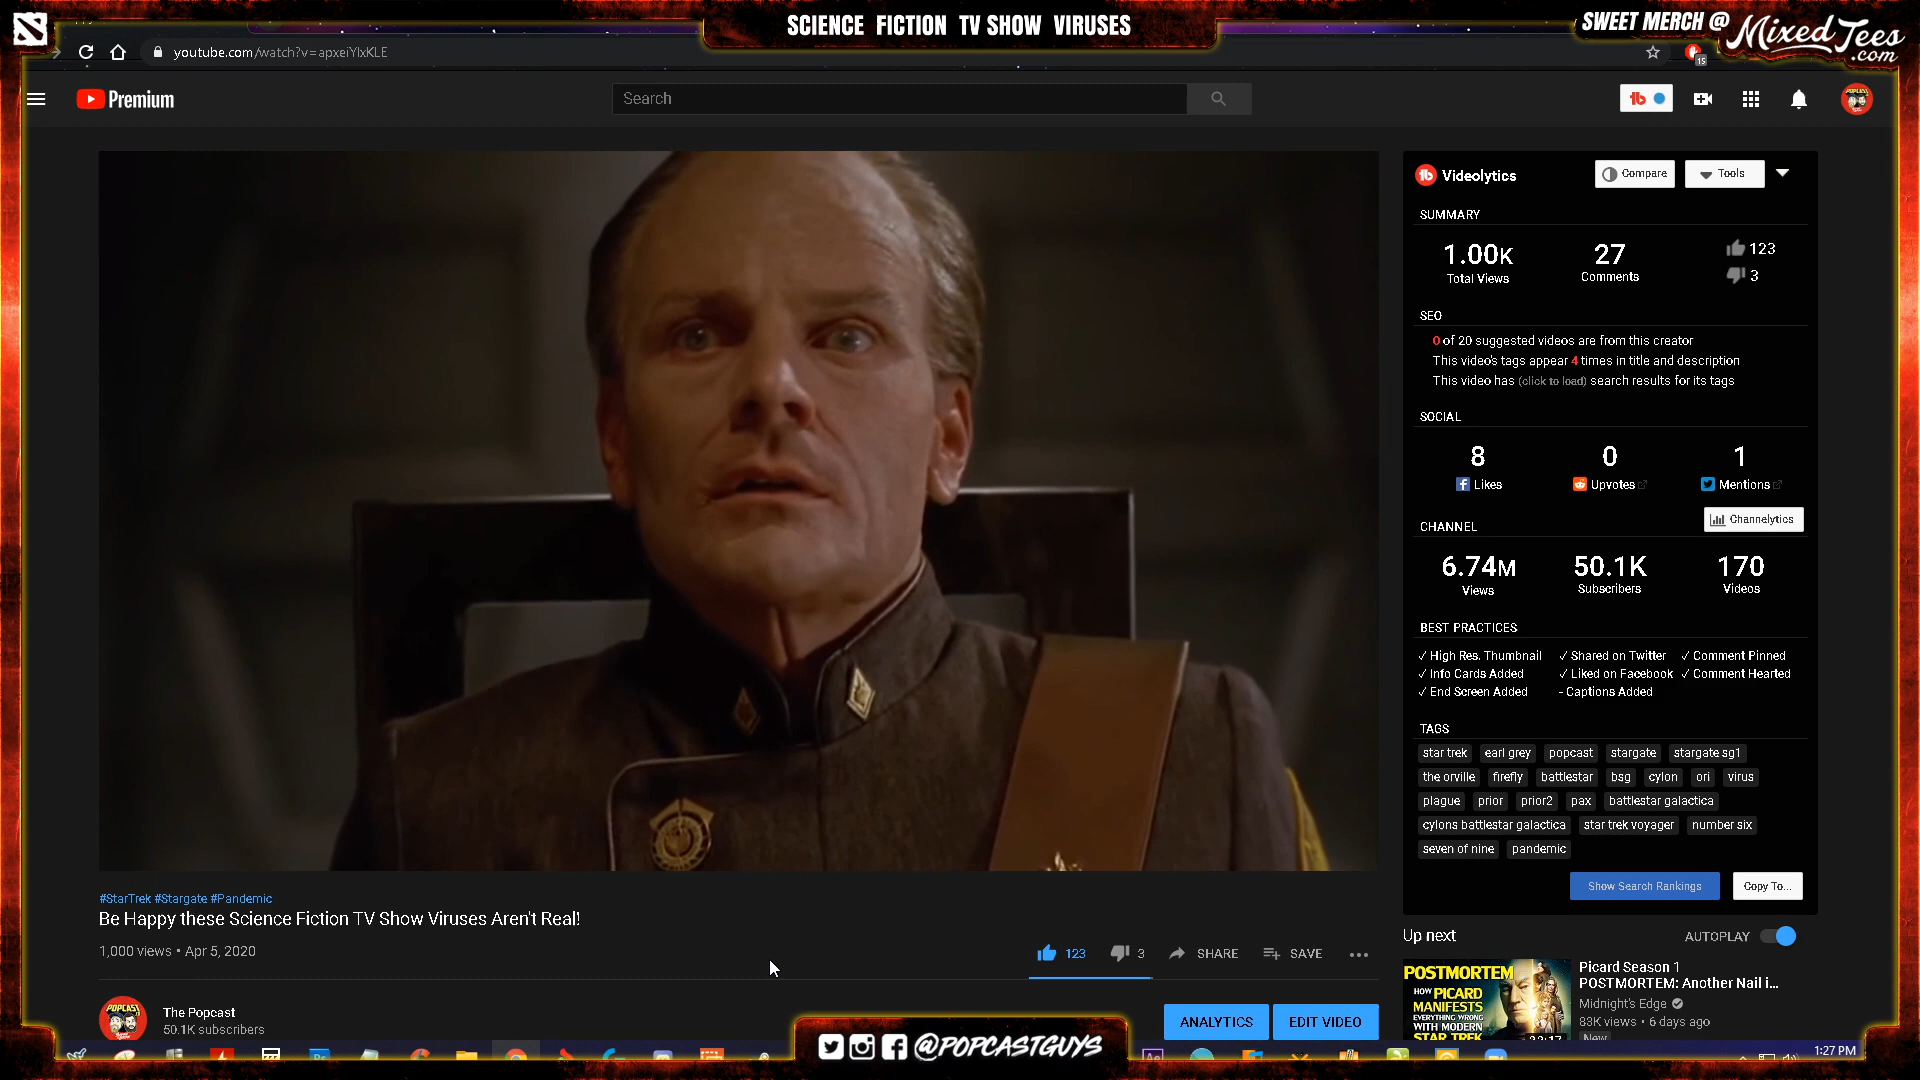 SCIENCE FICTION TV SHOW VIRUSES
SWEET MERCH @
MixedTees
.com
youtube.com/watch?v=apxeiYlxKLE
15
Premium
Search
Videolytics
Compare
Tools
SUMMARY
1.00K
Total Views
27
Comments
123
3
SEO
0 of 20 suggested videos are from this creator
This video's tags appear 4 times in title and description
This video has (click to load) search results for its tags
SOCIAL
8
Likes
0
Upvotes
1
Mentions
CHANNEL
Channelytics
6.74M
Views
50.1K
Subscribers
170
Videos
BEST PRACTICES
✓ High Res. Thumbnail ✓ Shared on Twitter ✓ Comment Pinned
✓ Info Cards Added ✓ Liked on Facebook ✓ Comment Hearted
✓ End Screen Added - Captions Added
TAGS
star trek earl grey popcast stargate stargate sg1
the orville firefly battlestar bsg cylon ori virus
plague prior prior2 pax battlestar galactica
cylons battlestar galactica star trek voyager number six
seven of nine pandemic
Show Search Rankings
Copy To...
#StarTrek #Stargate #Pandemic
Be Happy these Science Fiction TV Show Viruses Aren't Real!
1,000 views • Apr 5, 2020
123
3
SHARE
SAVE
Up next
AUTOPLAY
POSTMORTEM
HOW PICARD
MANIFESTS
EVERYTHING WRONG
WITH MODERN
STAR TREK
Picard Season 1
POSTMORTEM: Another Nail i...
Midnight's Edge
83K views • 6 days ago
New
POPCAST
The Popcast
50.1K subscribers
ANALYTICS
EDIT VIDEO
@POPCASTGUYS
1:27 PM